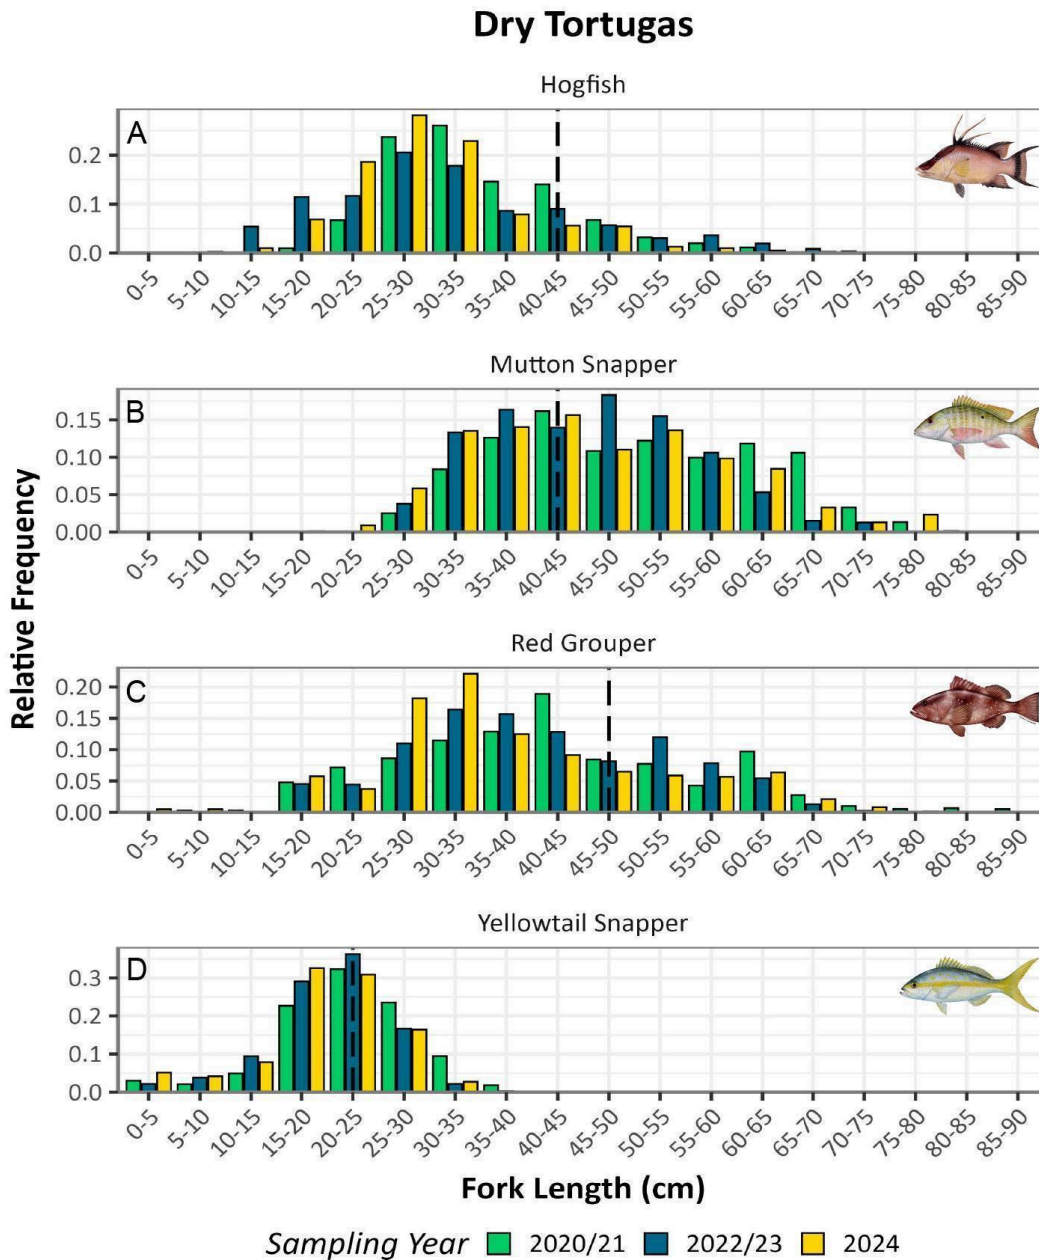 Dry Tortugas
Hogfish
A
0.2
0.1
0.0
0-5 5-10 10-15 15-20 20-25 25-30 30-35 35-40 40-45 45-50 50-55 55-60 60-65 65-70 70-75 75-80 80-85 85-90
Mutton Snapper
B
0.15
0.10
0.05
0.00
0-5 5-10 10-15 15-20 20-25 25-30 30-35 35-40 40-45 45-50 50-55 55-60 60-65 65-70 70-75 75-80 80-85 85-90
Relative Frequency
Red Grouper
C
0.20
0.15
0.10
0.05
0.00
0-5 5-10 10-15 15-20 20-25 25-30 30-35 35-40 40-45 45-50 50-55 55-60 60-65 65-70 70-75 75-80 80-85 85-90
Yellowtail Snapper
D
0.3
0.2
0.1
0.0
0-5 5-10 10-15 15-20 20-25 25-30 30-35 35-40 40-45 45-50 50-55 55-60 60-65 65-70 70-75 75-80 80-85 85-90
Fork Length (cm)
Sampling Year 2020/21 2022/23 2024